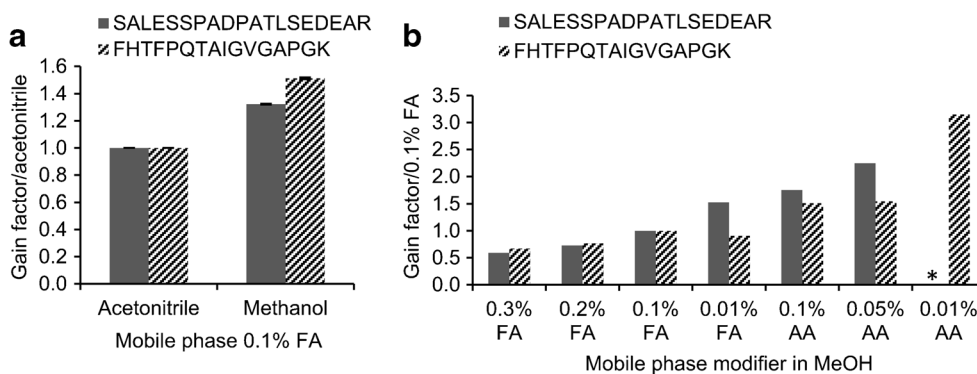 a
SALESSPADPATLSEDEAR
FHTFPQTAIGVGAPGK
Gain factor/acetonitrile
1.6
1.4
1.2
1.0
0.8
0.6
0.4
0.2
0.0
Acetonitrile Methanol
Mobile phase 0.1% FA
b
SALESSPADPATLSEDEAR
FHTFPQTAIGVGAPGK
Gain factor/0.1% FA
3.5
3.0
2.5
2.0
1.5
1.0
0.5
0.0
*
0.3% 0.2% 0.1% 0.01% 0.1% 0.05% 0.01%
FA FA FA FA AA AA AA
Mobile phase modifier in MeOH